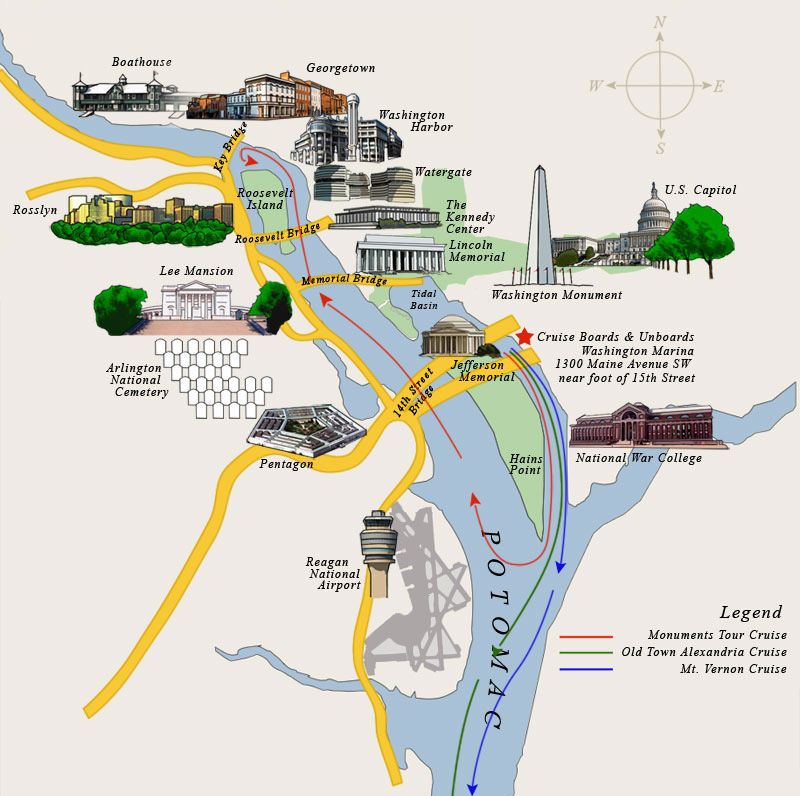 N
W
E
S
Boathouse
Georgetown
Washington
Harbor
Key Bridge
Watergate
Roosevelt
Island
Rosslyn
The
Kennedy
Center
U.S. Capitol
Roosevelt Bridge
Lincoln
Memorial
Lee Mansion
Memorial Bridge
Tidal
Basin
Washington Monument
Cruise Boards & Unboards
Washington Marina
1300 Maine Avenue SW
near foot of 15th Street
Jefferson
Memorial
Arlington
National
Cemetery
14th Street
Bridge
Pentagon
Hains
Point
National War College
Reagan
National
Airport
POTOMAC
Legend
Monuments Tour Cruise
Old Town Alexandria Cruise
Mt. Vernon Cruise